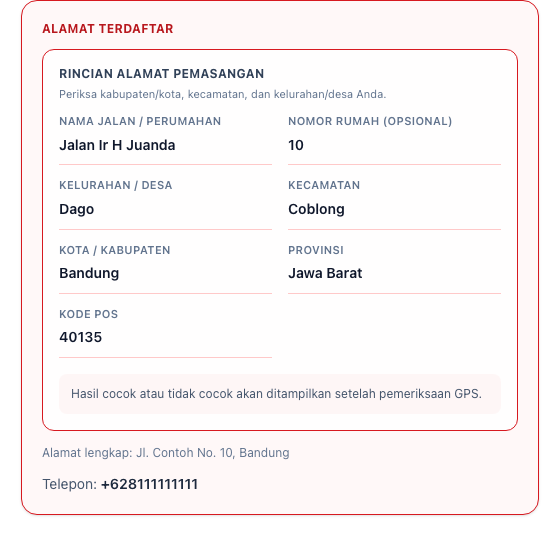 ALAMAT TERDAFTAR
RINCIAN ALAMAT PEMASANGAN
Periksa kabupaten/kota, kecamatan, dan kelurahan/desa Anda.
NAMA JALAN / PERUMAHAN
Jalan Ir H Juanda
NOMOR RUMAH (OPSIONAL)
10
KELURAHAN / DESA
Dago
KECAMATAN
Coblong
KOTA / KABUPATEN
Bandung
PROVINSI
Jawa Barat
KODE POS
40135
Hasil cocok atau tidak cocok akan ditampilkan setelah pemeriksaan GPS.
Alamat lengkap: Jl. Contoh No. 10, Bandung
Telepon: +628111111111